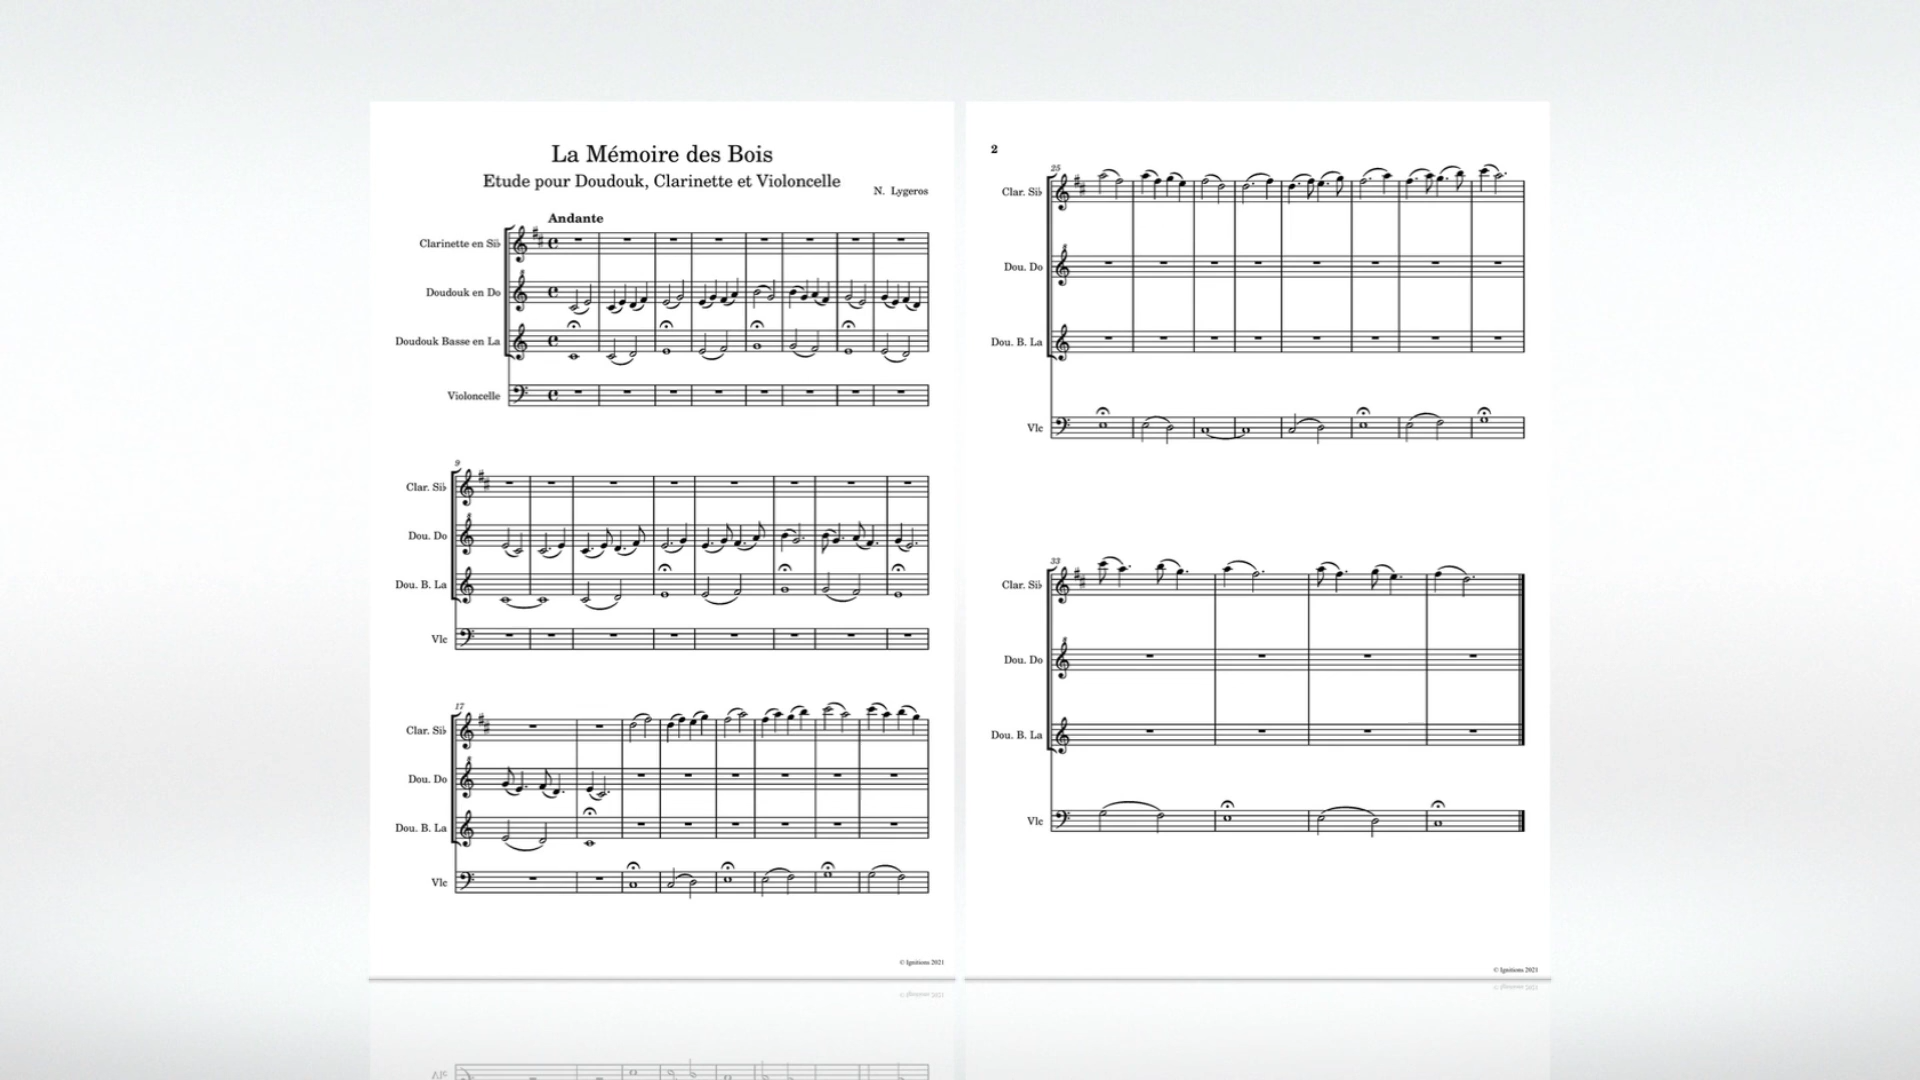 La Mémoire des Bois
Etude pour Doudouk, Clarinette et Violoncelle
N. Lygeros
Andante
Clarinette en Si♭
Doudouk en Do
Doudouk Basse en La
Violoncelle
9
Clar. Si♭
Dou. Do
Dou. B. La
Vlc
17
Clar. Si♭
Dou. Do
Dou. B. La
Vlc
© Ignitions 2021
2
25
Clar. Si♭
Dou. Do
Dou. B. La
Vlc
33
Clar. Si♭
Dou. Do
Dou. B. La
Vlc
© Ignitions 2021